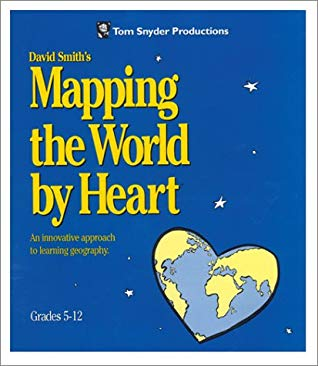 Tom Snyder Productions
David Smith's
Mapping
the World
by Heart
An innovative approach
to learning geography.
Grades 5-12